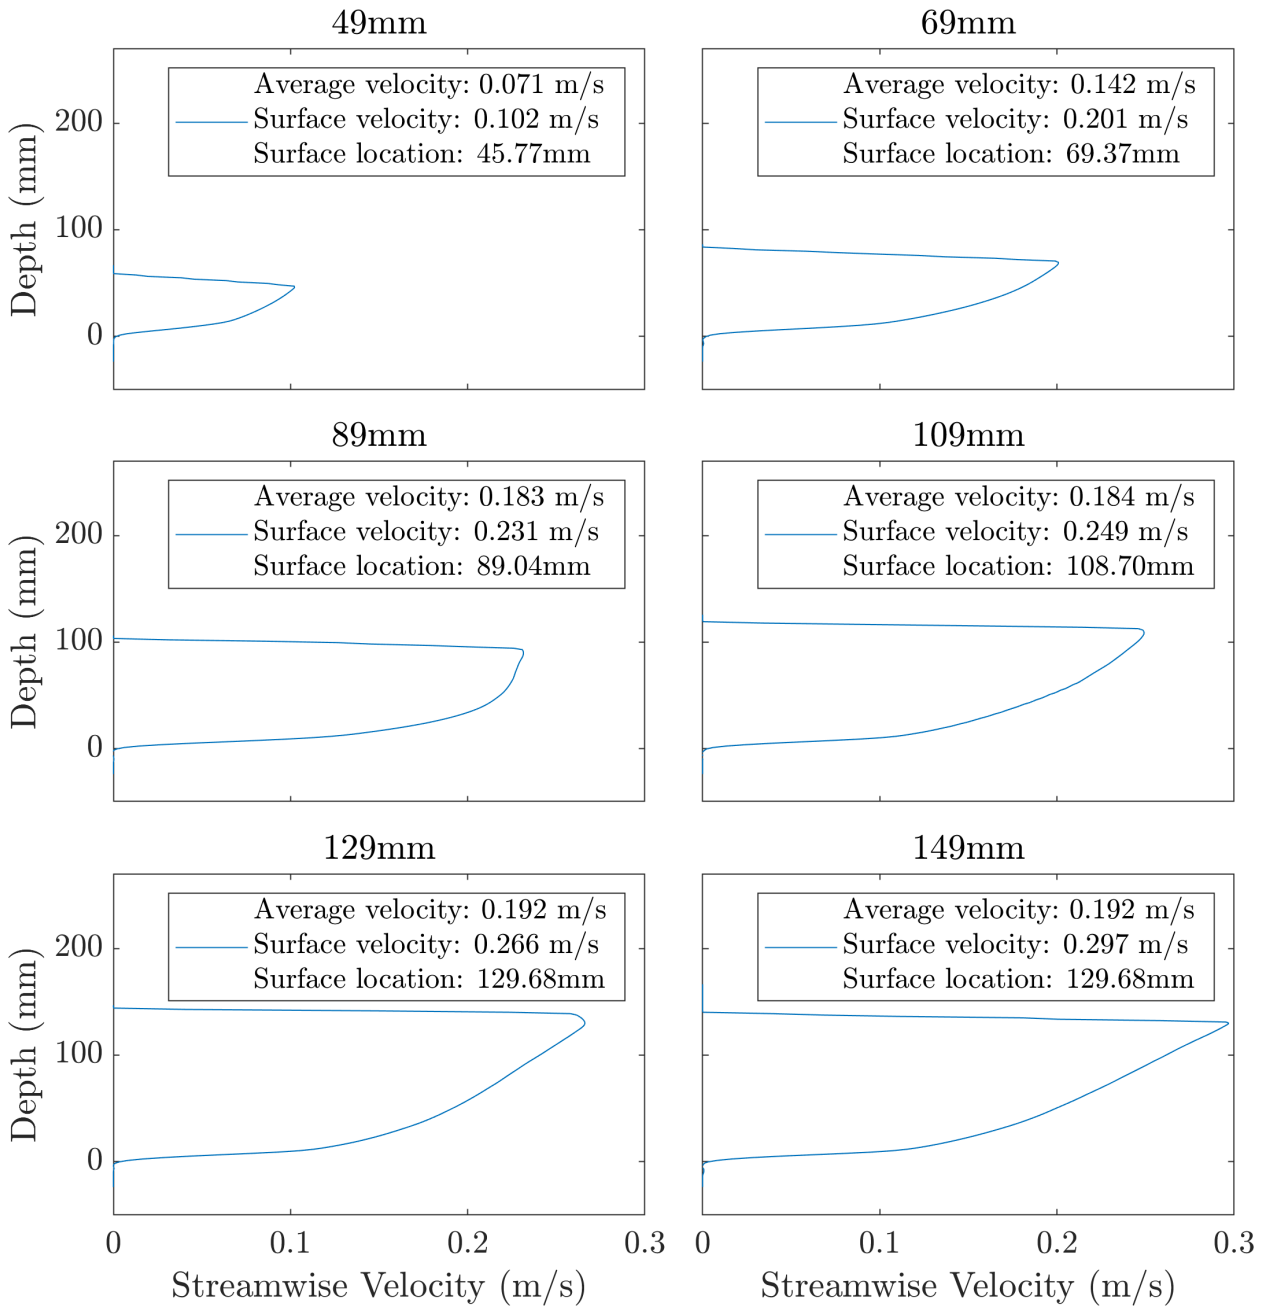 49mm
Average velocity: 0.071 m/s
Surface velocity: 0.102 m/s
Surface location: 45.77mm
200
100
0
Depth (mm)
69mm
Average velocity: 0.142 m/s
Surface velocity: 0.201 m/s
Surface location: 69.37mm
89mm
Average velocity: 0.183 m/s
Surface velocity: 0.231 m/s
Surface location: 89.04mm
200
100
0
Depth (mm)
109mm
Average velocity: 0.184 m/s
Surface velocity: 0.249 m/s
Surface location: 108.70mm
129mm
Average velocity: 0.192 m/s
Surface velocity: 0.266 m/s
Surface location: 129.68mm
200
100
0
Depth (mm)
0 0.1 0.2 0.3
Streamwise Velocity (m/s)
149mm
Average velocity: 0.192 m/s
Surface velocity: 0.297 m/s
Surface location: 129.68mm
0 0.1 0.2 0.3
Streamwise Velocity (m/s)